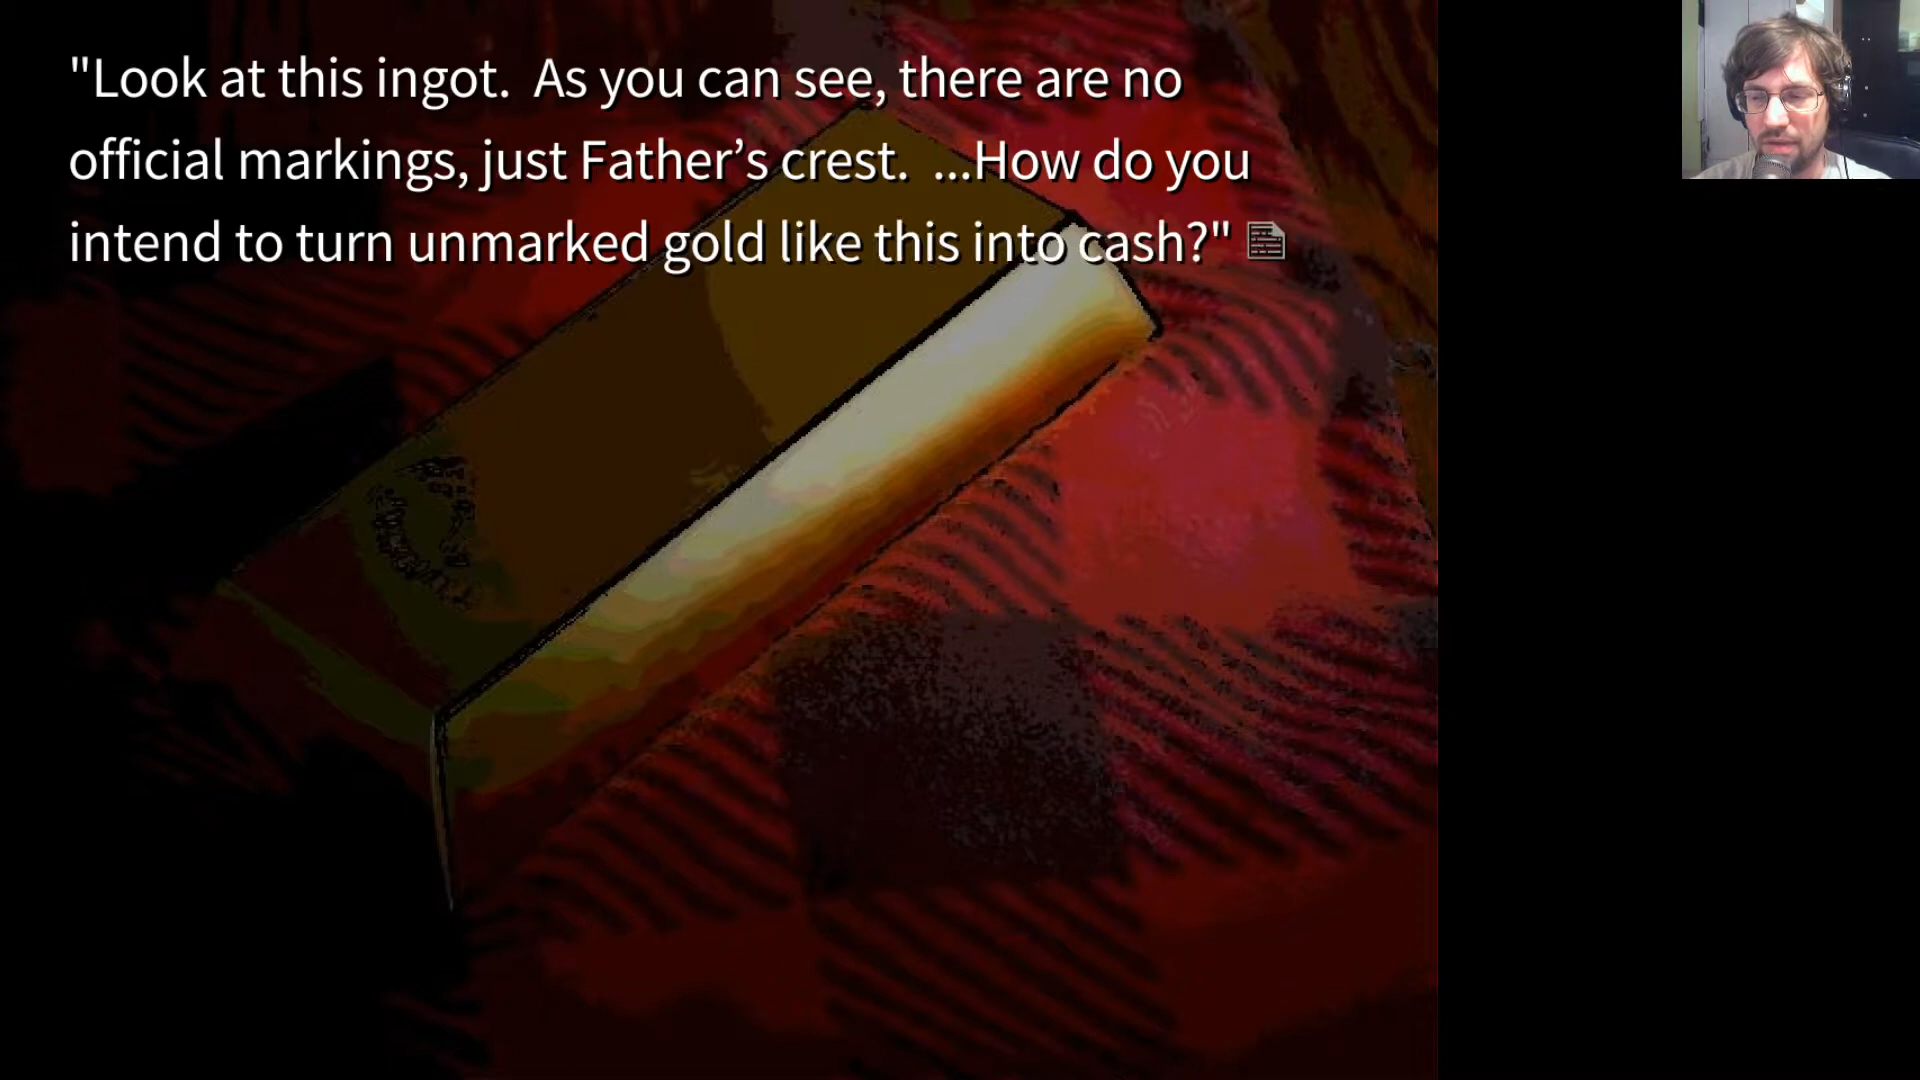 "Look at this ingot.  As you can see, there are no
official markings, just Father’s crest.  ...How do you
intend to turn unmarked gold like this into cash?"